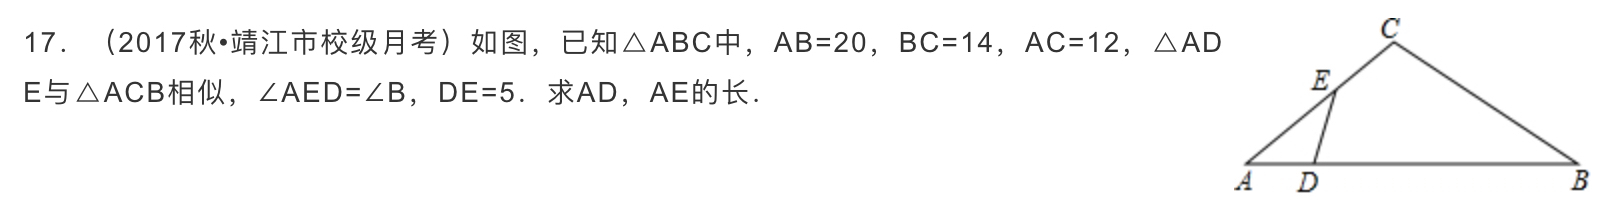 17. （2017秋•靖江市校级月考）如图，已知△ABC中，AB=20，BC=14，AC=12，△AD
E与△ACB相似，∠AED=∠B，DE=5．求AD，AE的长．
C
E
A
D
B